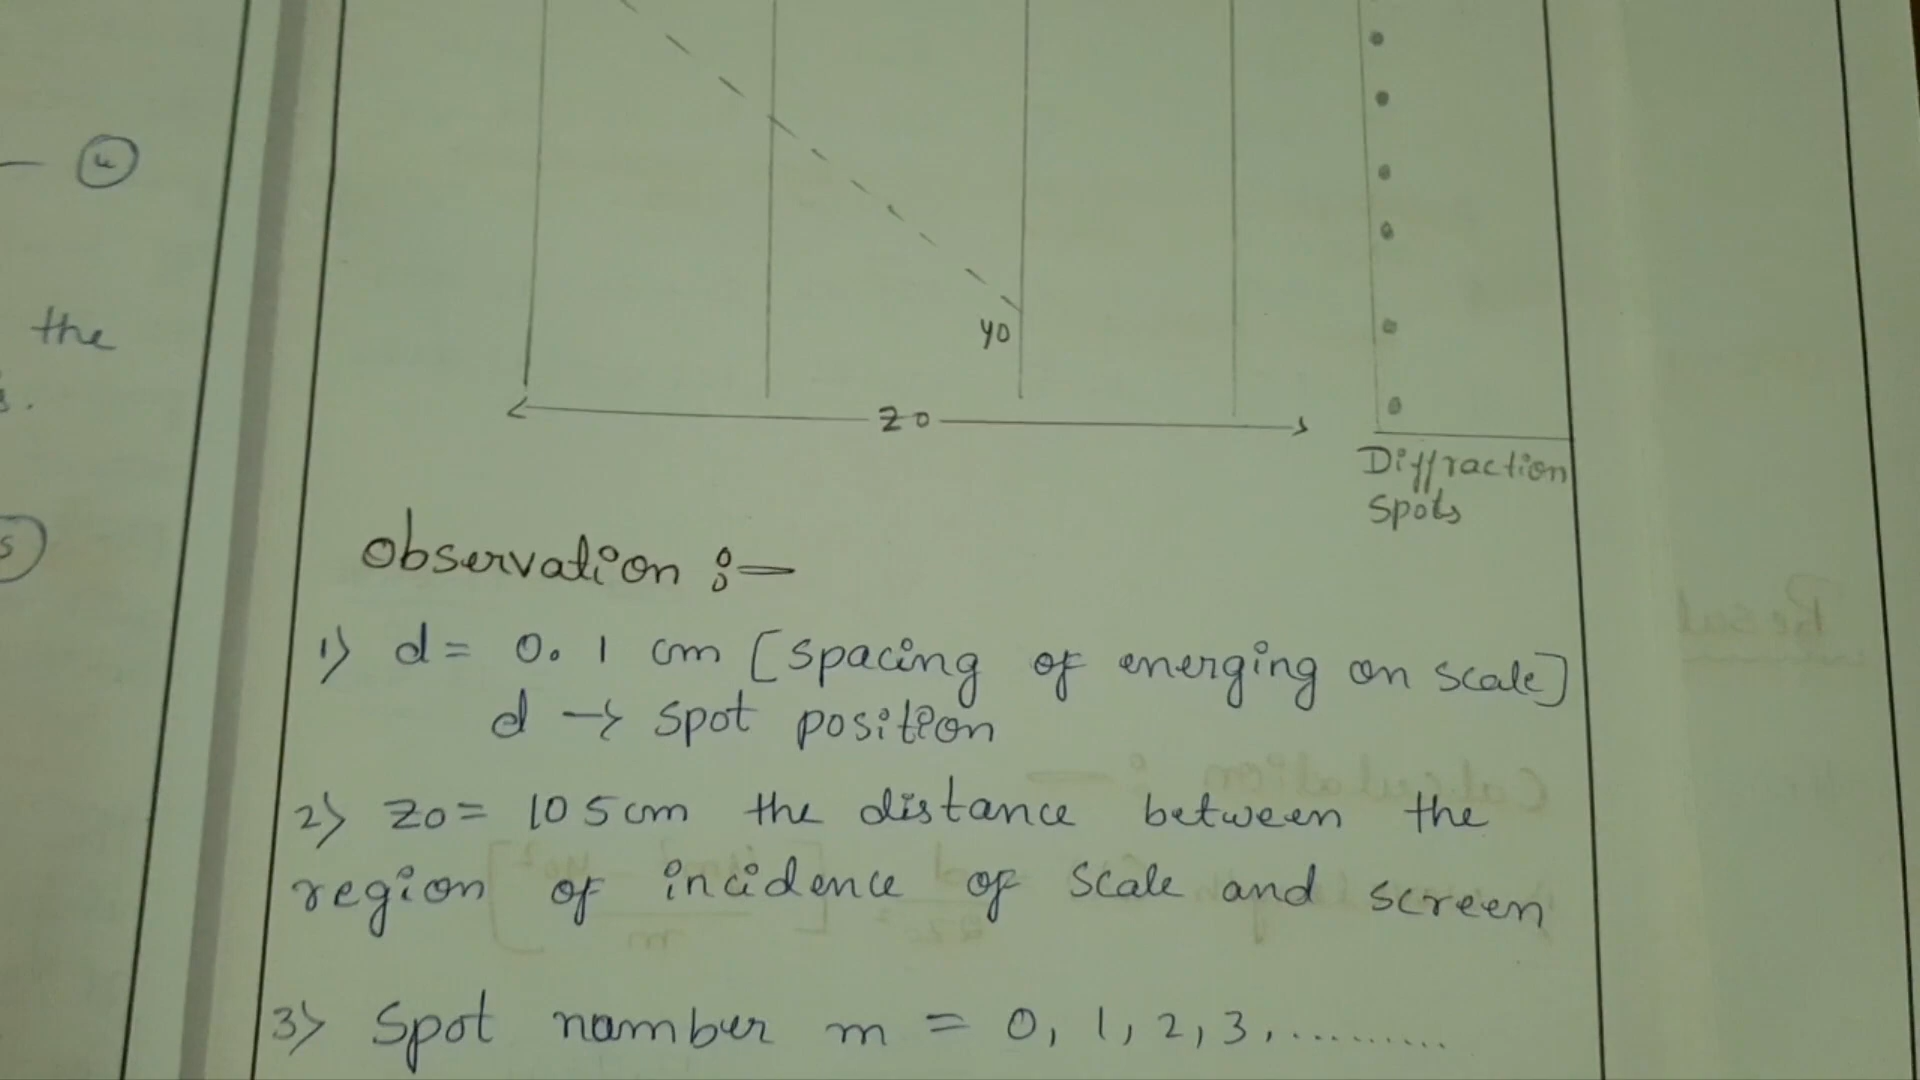 — 4
the
s.
5
y0
z0
Diffraction
Spots
Observation :—
1) d = 0.1 cm [spacing of energing on scale]
d → spot position
2) z0 = 105 cm the distance between the
region of incidence of scale and screen
3) Spot namber m = 0, 1, 2, 3, .........